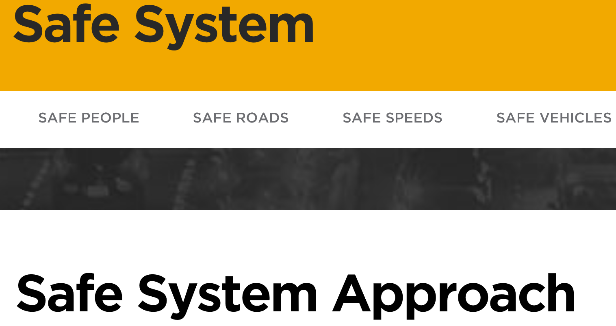 Safe System
SAFE PEOPLE SAFE ROADS SAFE SPEEDS SAFE VEHICLES
Safe System Approach